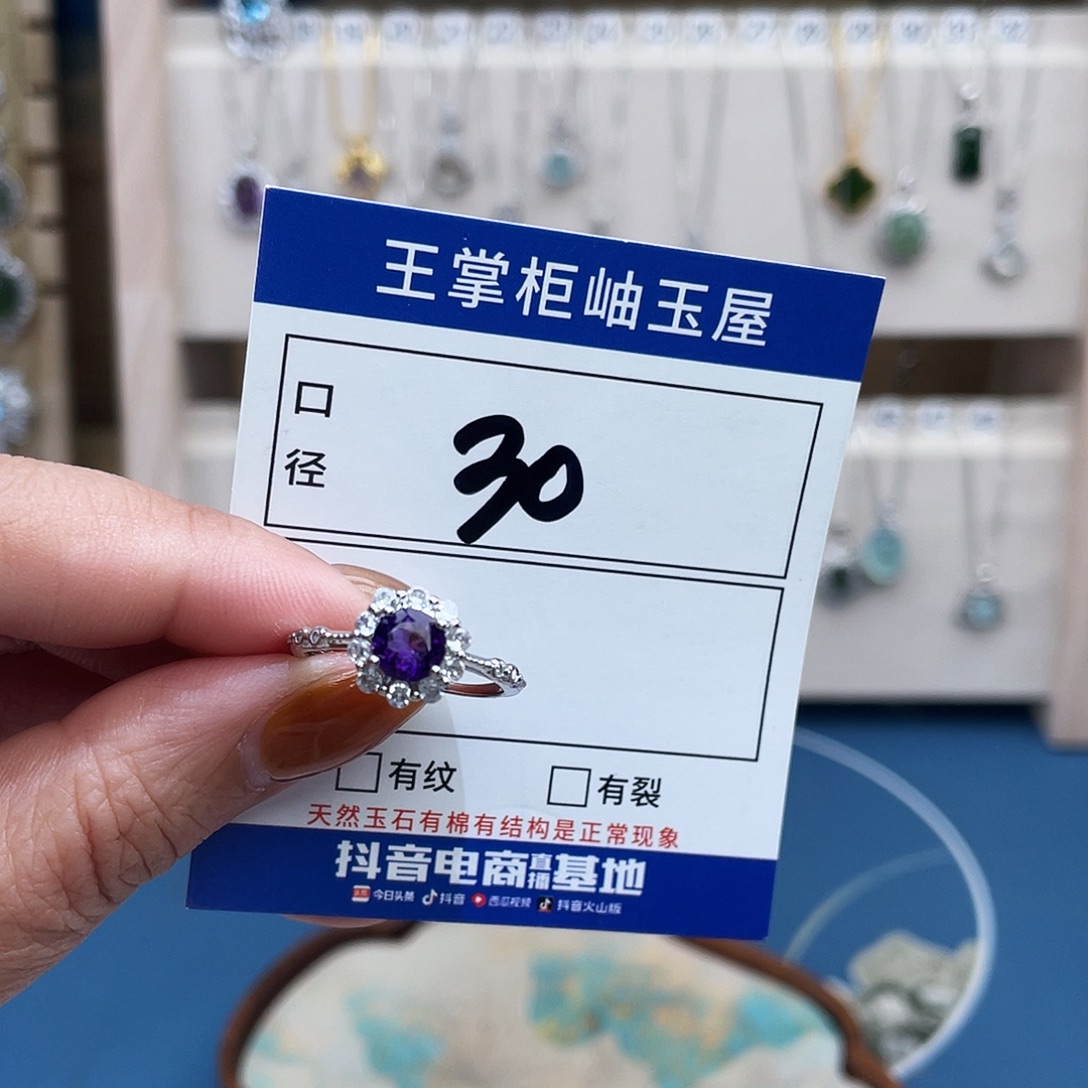 王掌柜岫玉屋
口径
30
有纹 有裂
天然玉石有棉有结构是正常现象
抖音电商直播基地
今日头条 抖音 西瓜视频 抖音火山版